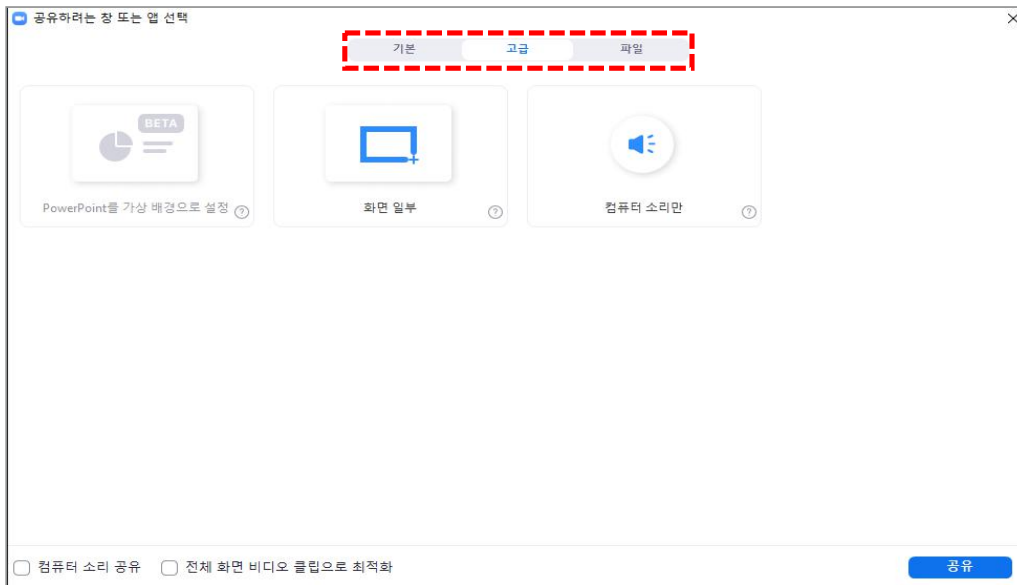 공유하려는 창 또는 앱 선택
기본 고급 파일
BETA
PowerPoint를 가상 배경으로 설정
화면 일부
컴퓨터 소리만
컴퓨터 소리 공유 전체 화면 비디오 클립으로 최적화 공유